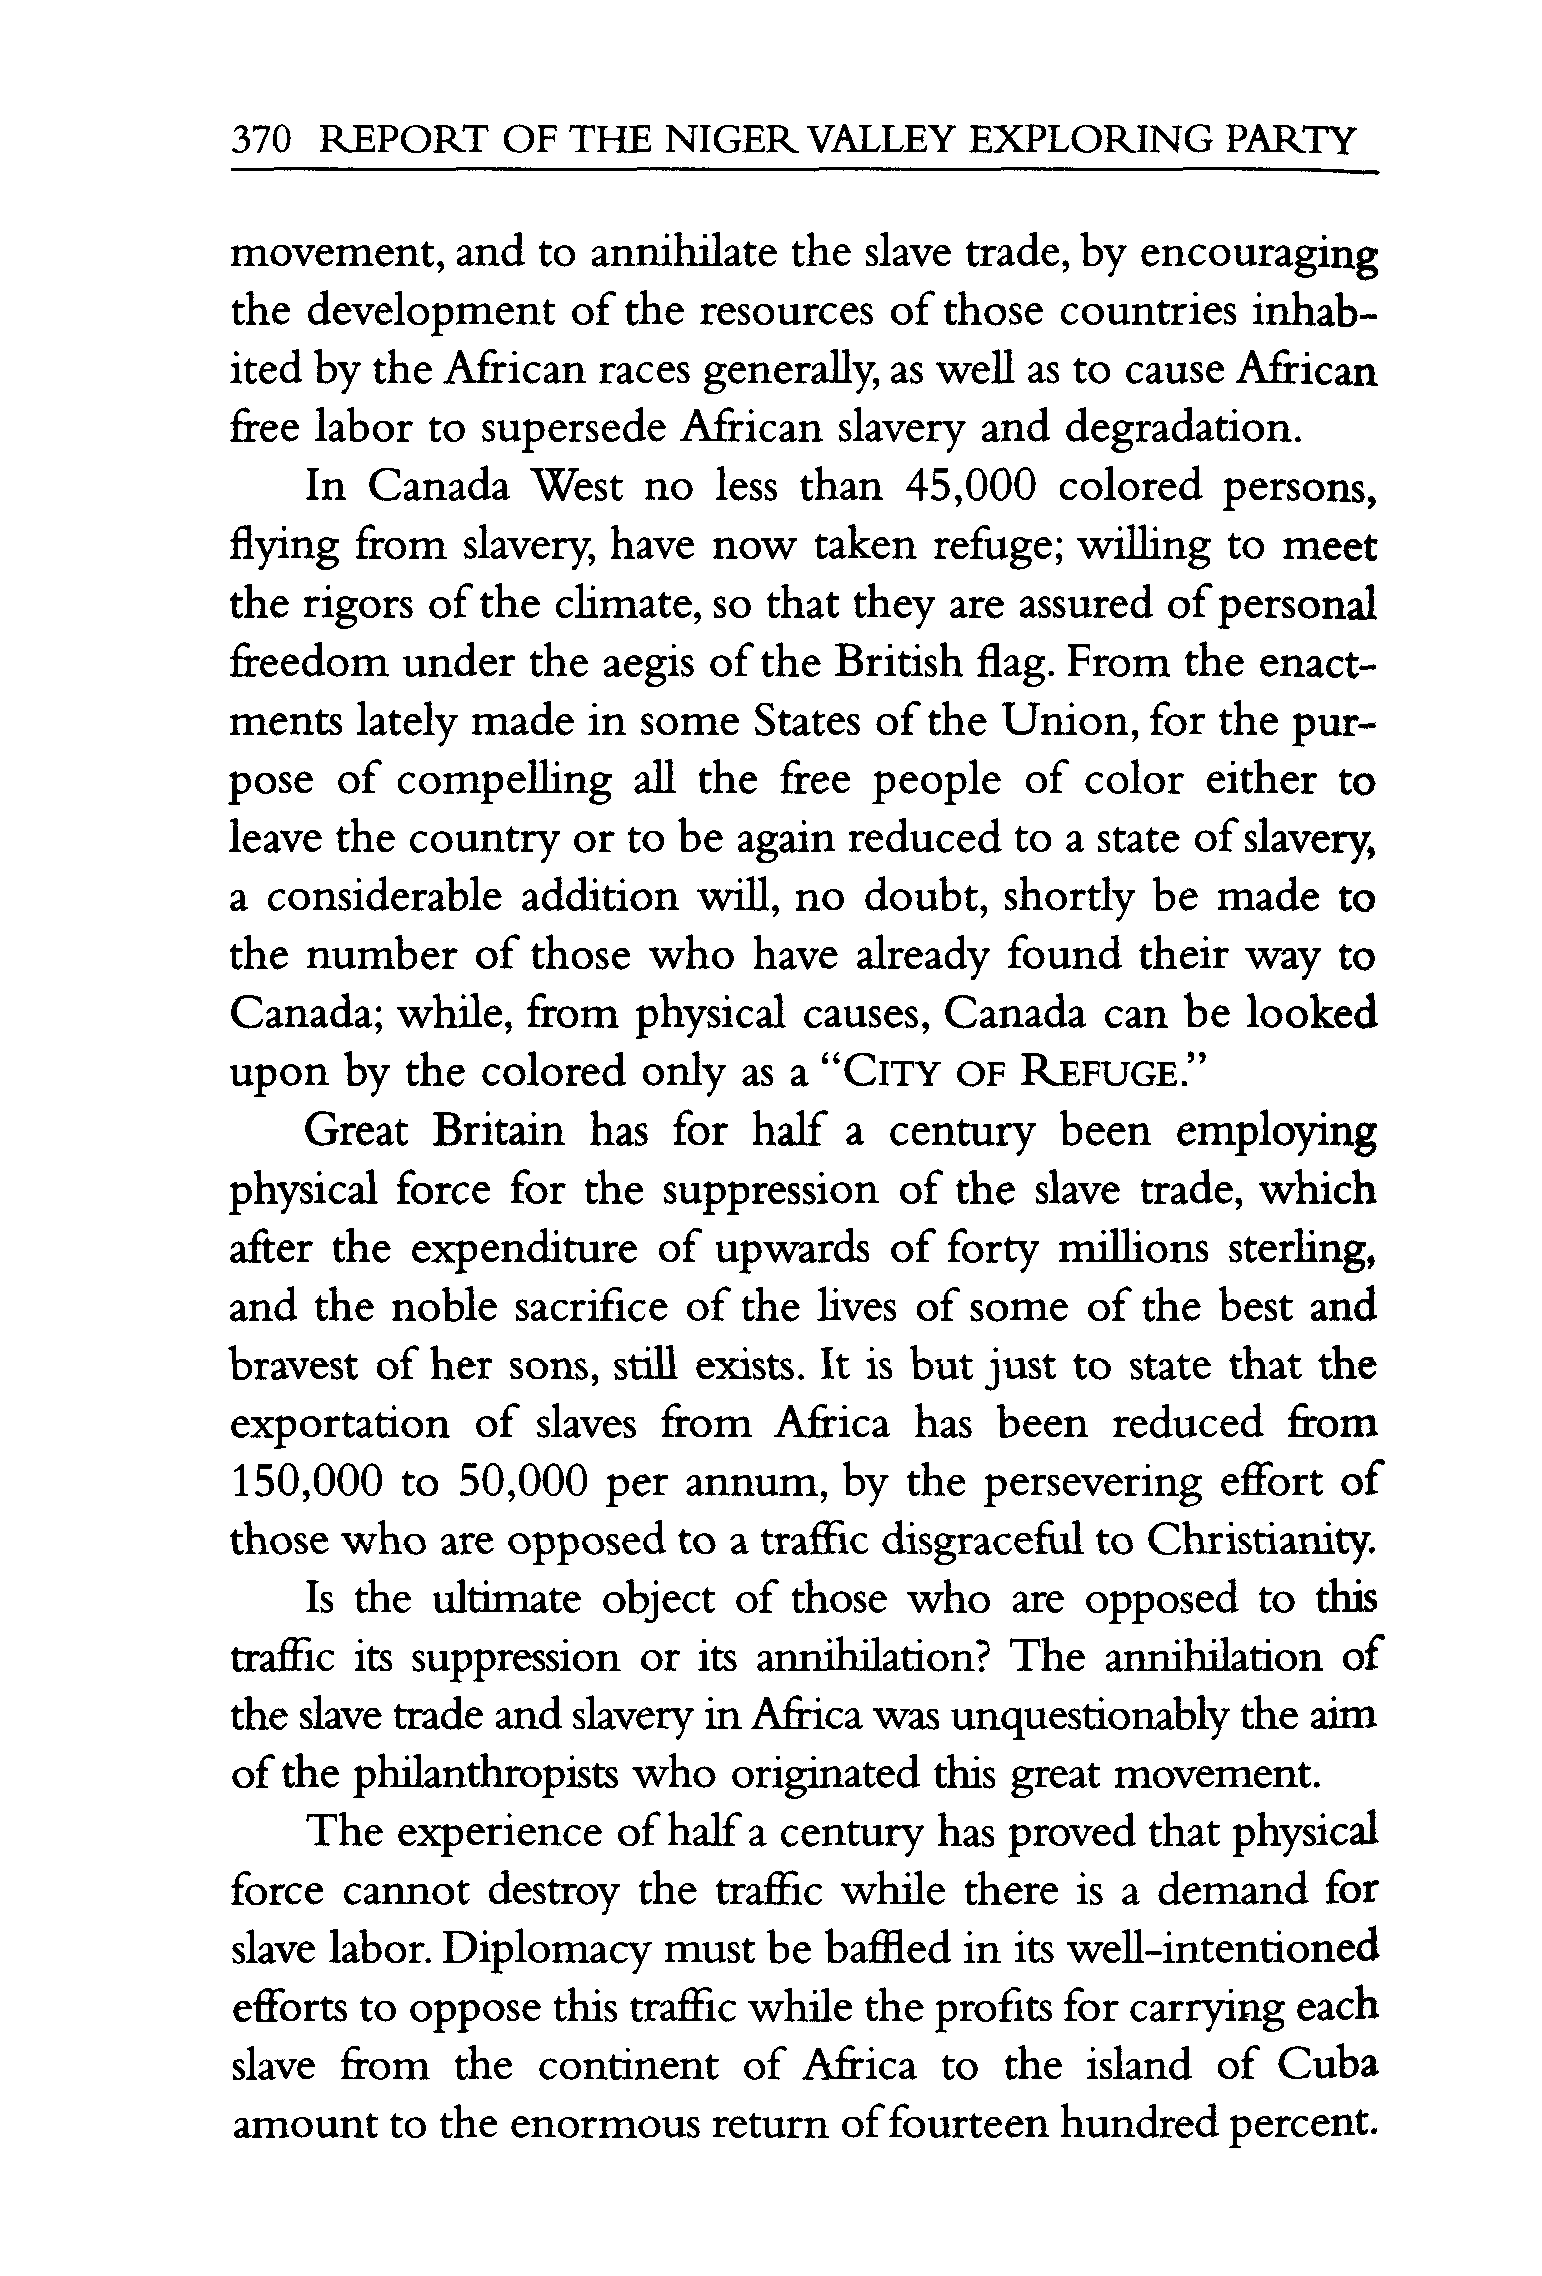 370 REPORT OF THE NIGER VALLEY EXPLORING PARTY
movement, and to annihilate the slave trade, by encouraging
the development of the resources of those countries inhab-
ited by the African races generally, as well as to cause African
free labor to supersede African slavery and degradation.
In Canada West no less than 45,000 colored persons,
flying from slavery, have now taken refuge; willing to meet
the rigors of the climate, so that they are assured of personal
freedom under the aegis of the British flag. From the enact-
ments lately made in some States of the Union, for the pur-
pose of compelling all the free people of color either to
leave the country or to be again reduced to a state of slavery,
a considerable addition will, no doubt, shortly be made to
the number of those who have already found their way to
Canada; while, from physical causes, Canada can be looked
upon by the colored only as a “CITY OF REFUGE.”
Great Britain has for half a century been employing
physical force for the suppression of the slave trade, which
after the expenditure of upwards of forty millions sterling,
and the noble sacrifice of the lives of some of the best and
bravest of her sons, still exists. It is but just to state that the
exportation of slaves from Africa has been reduced from
150,000 to 50,000 per annum, by the persevering effort of
those who are opposed to a traffic disgraceful to Christianity.
Is the ultimate object of those who are opposed to this
traffic its suppression or its annihilation? The annihilation of
the slave trade and slavery in Africa was unquestionably the aim
of the philanthropists who originated this great movement.
The experience of half a century has proved that physical
force cannot destroy the traffic while there is a demand for
slave labor. Diplomacy must be baffled in its well-intentioned
efforts to oppose this traffic while the profits for carrying each
slave from the continent of Africa to the island of Cuba
amount to the enormous return of fourteen hundred percent.